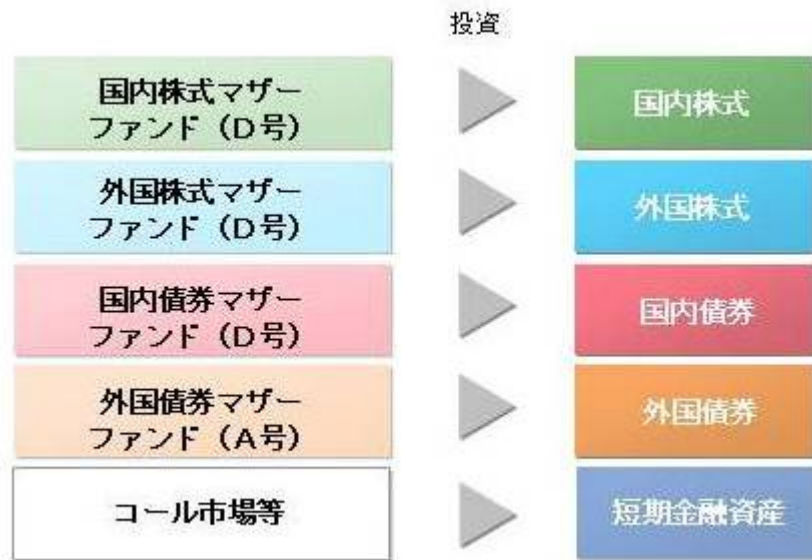 投資
国内株式マザー
ファンド（D号）
国内株式
外国株式マザー
ファンド（D号）
外国株式
国内債券マザー
ファンド（D号）
国内債券
外国債券マザー
ファンド（A号）
外国債券
コール市場等
短期金融資産